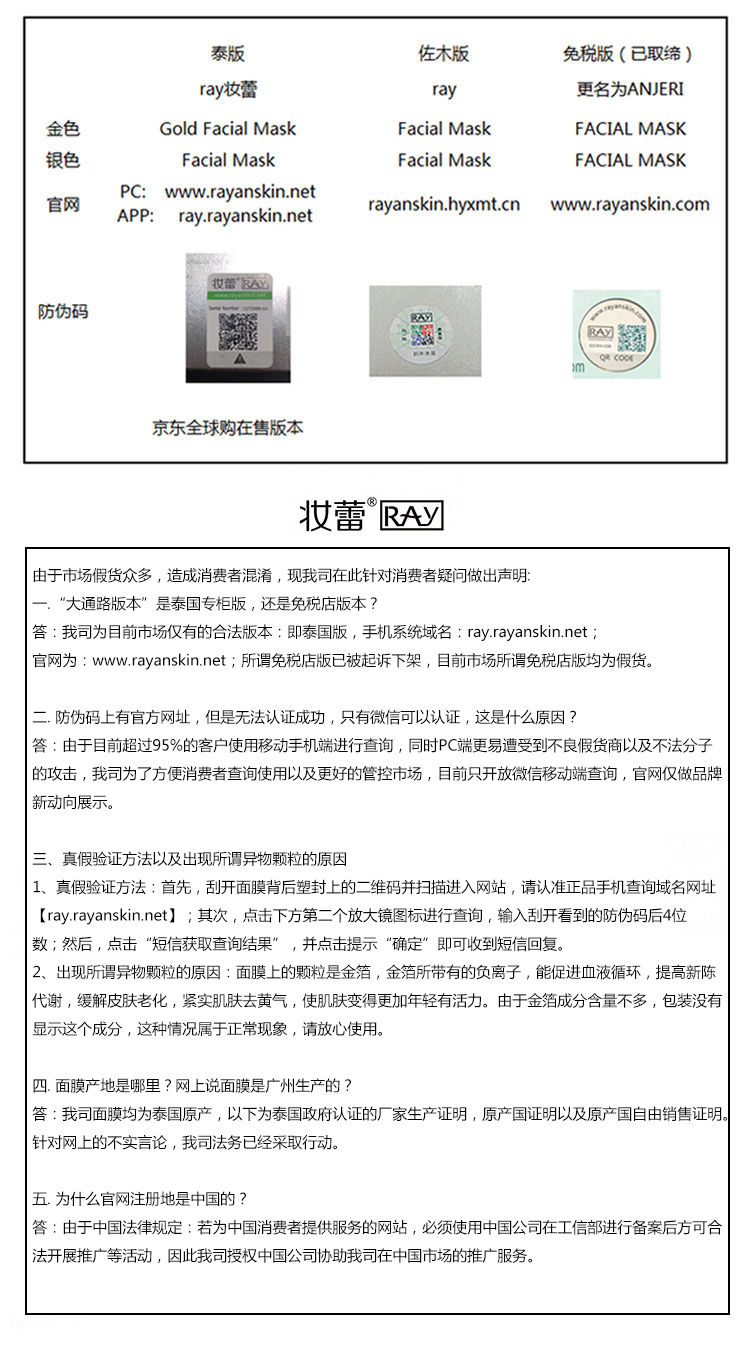 泰版 佐木版 免税版（已取缔）
ray妆蕾 ray 更名为ANJERI
金色 Gold Facial Mask Facial Mask FACIAL MASK
银色 Facial Mask Facial Mask FACIAL MASK
官网 PC: www.rayanskin.net rayanskin.hyxmt.cn www.rayanskin.com
APP: ray.rayanskin.net
防伪码
妆蕾 RAY
www.rayanskin.net
Serial Number
RAY
www.rayanskin.com
RAY
QR CODE
京东全球购在售版本
妆蕾® RAY
由于市场假货众多，造成消费者混淆，现我司在此针对消费者疑问做出声明:
一.“大通路版本”是泰国专柜版，还是免税店版本？
答：我司为目前市场仅有的合法版本：即泰国版，手机系统域名：ray.rayanskin.net；
官网为：www.rayanskin.net；所谓免税店版已被起诉下架，目前市场所谓免税店版均为假货。
二. 防伪码上有官方网址，但是无法认证成功，只有微信可以认证，这是什么原因？
答：由于目前超过95%的客户使用移动手机端进行查询，同时PC端更易遭受到不良假货商以及不法分子
的攻击，我司为了方便消费者查询使用以及更好的管控市场，目前只开放微信移动端查询，官网仅做品牌
新动向展示。
三、真假验证方法以及出现所谓异物颗粒的原因
1、真假验证方法：首先，刮开面膜背后塑封上的二维码并扫描进入网站，请认准正品手机查询域名网址
【ray.rayanskin.net】；其次，点击下方第二个放大镜图标进行查询，输入刮开看到的防伪码后4位
数；然后，点击“短信获取查询结果”，并点击提示“确定”即可收到短信回复。
2、出现所谓异物颗粒的原因：面膜上的颗粒是金箔，金箔所带有的负离子，能促进血液循环，提高新陈
代谢，缓解皮肤老化，紧实肌肤去黄气，使肌肤变得更加年轻有活力。由于金箔成分含量不多，包装没有
显示这个成分，这种情况属于正常现象，请放心使用。
四. 面膜产地是哪里？网上说面膜是广州生产的？
答：我司面膜均为泰国原产，以下为泰国政府认证的厂家生产证明，原产国证明以及原产国自由销售证明。
针对网上的不实言论，我司法务已经采取行动。
五. 为什么官网注册地是中国的？
答：由于中国法律规定：若为中国消费者提供服务的网站，必须使用中国公司在工信部进行备案后方可合
法开展推广等活动，因此我司授权中国公司协助我司在中国市场的推广服务。